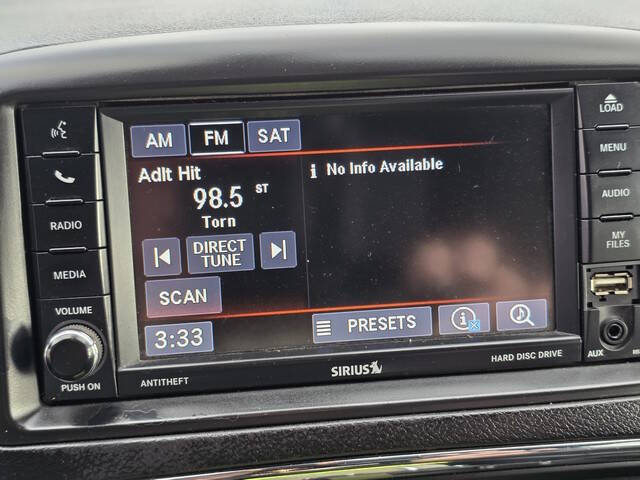 LOAD
AM FM SAT
MENU
Adlt Hit
i No Info Available
98.5 ST
Torn
RADIO
DIRECT
TUNE
AUDIO
MY
FILES
MEDIA
SCAN
VOLUME
3:33
PRESETS
i
PUSH ON
ANTITHEFT
SIRIUS
HARD DISC DRIVE
AUX